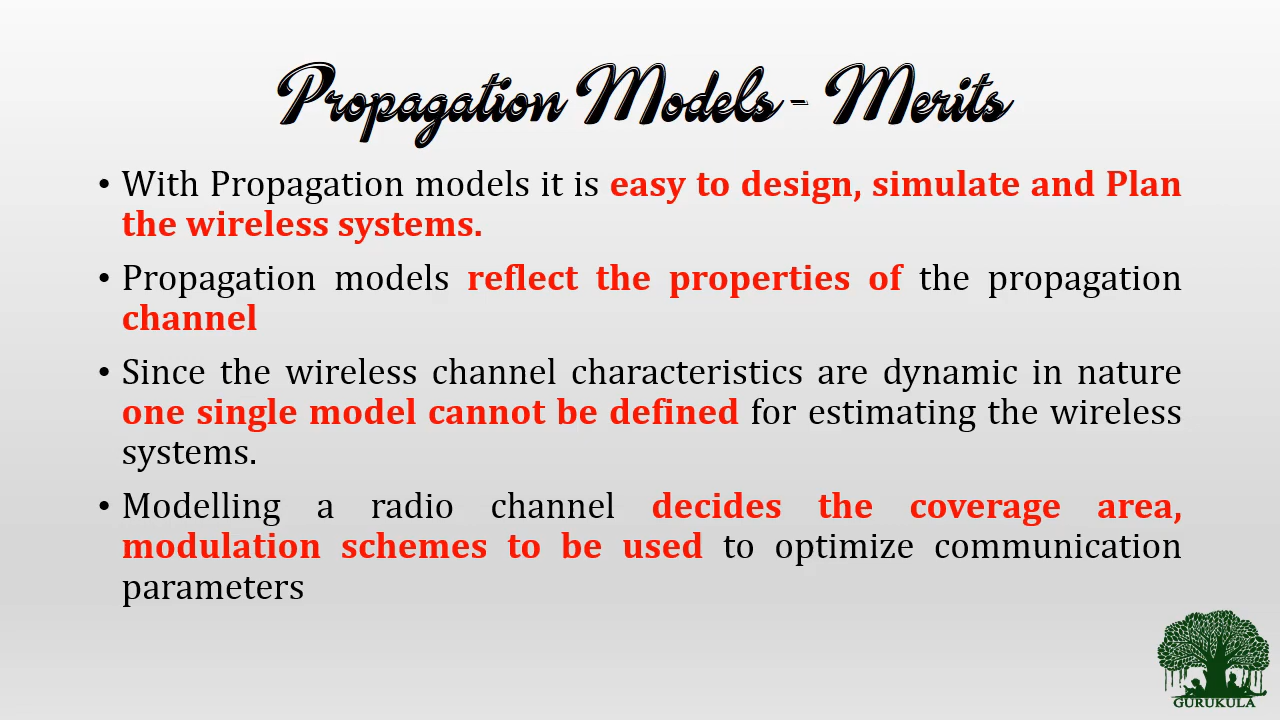 Propagation Models - Merits
• With Propagation models it is easy to design, simulate and Plan
the wireless systems.
• Propagation models reflect the properties of the propagation
channel
• Since the wireless channel characteristics are dynamic in nature
one single model cannot be defined for estimating the wireless
systems.
• Modelling a radio channel decides the coverage area,
modulation schemes to be used to optimize communication
parameters
GURUKULA